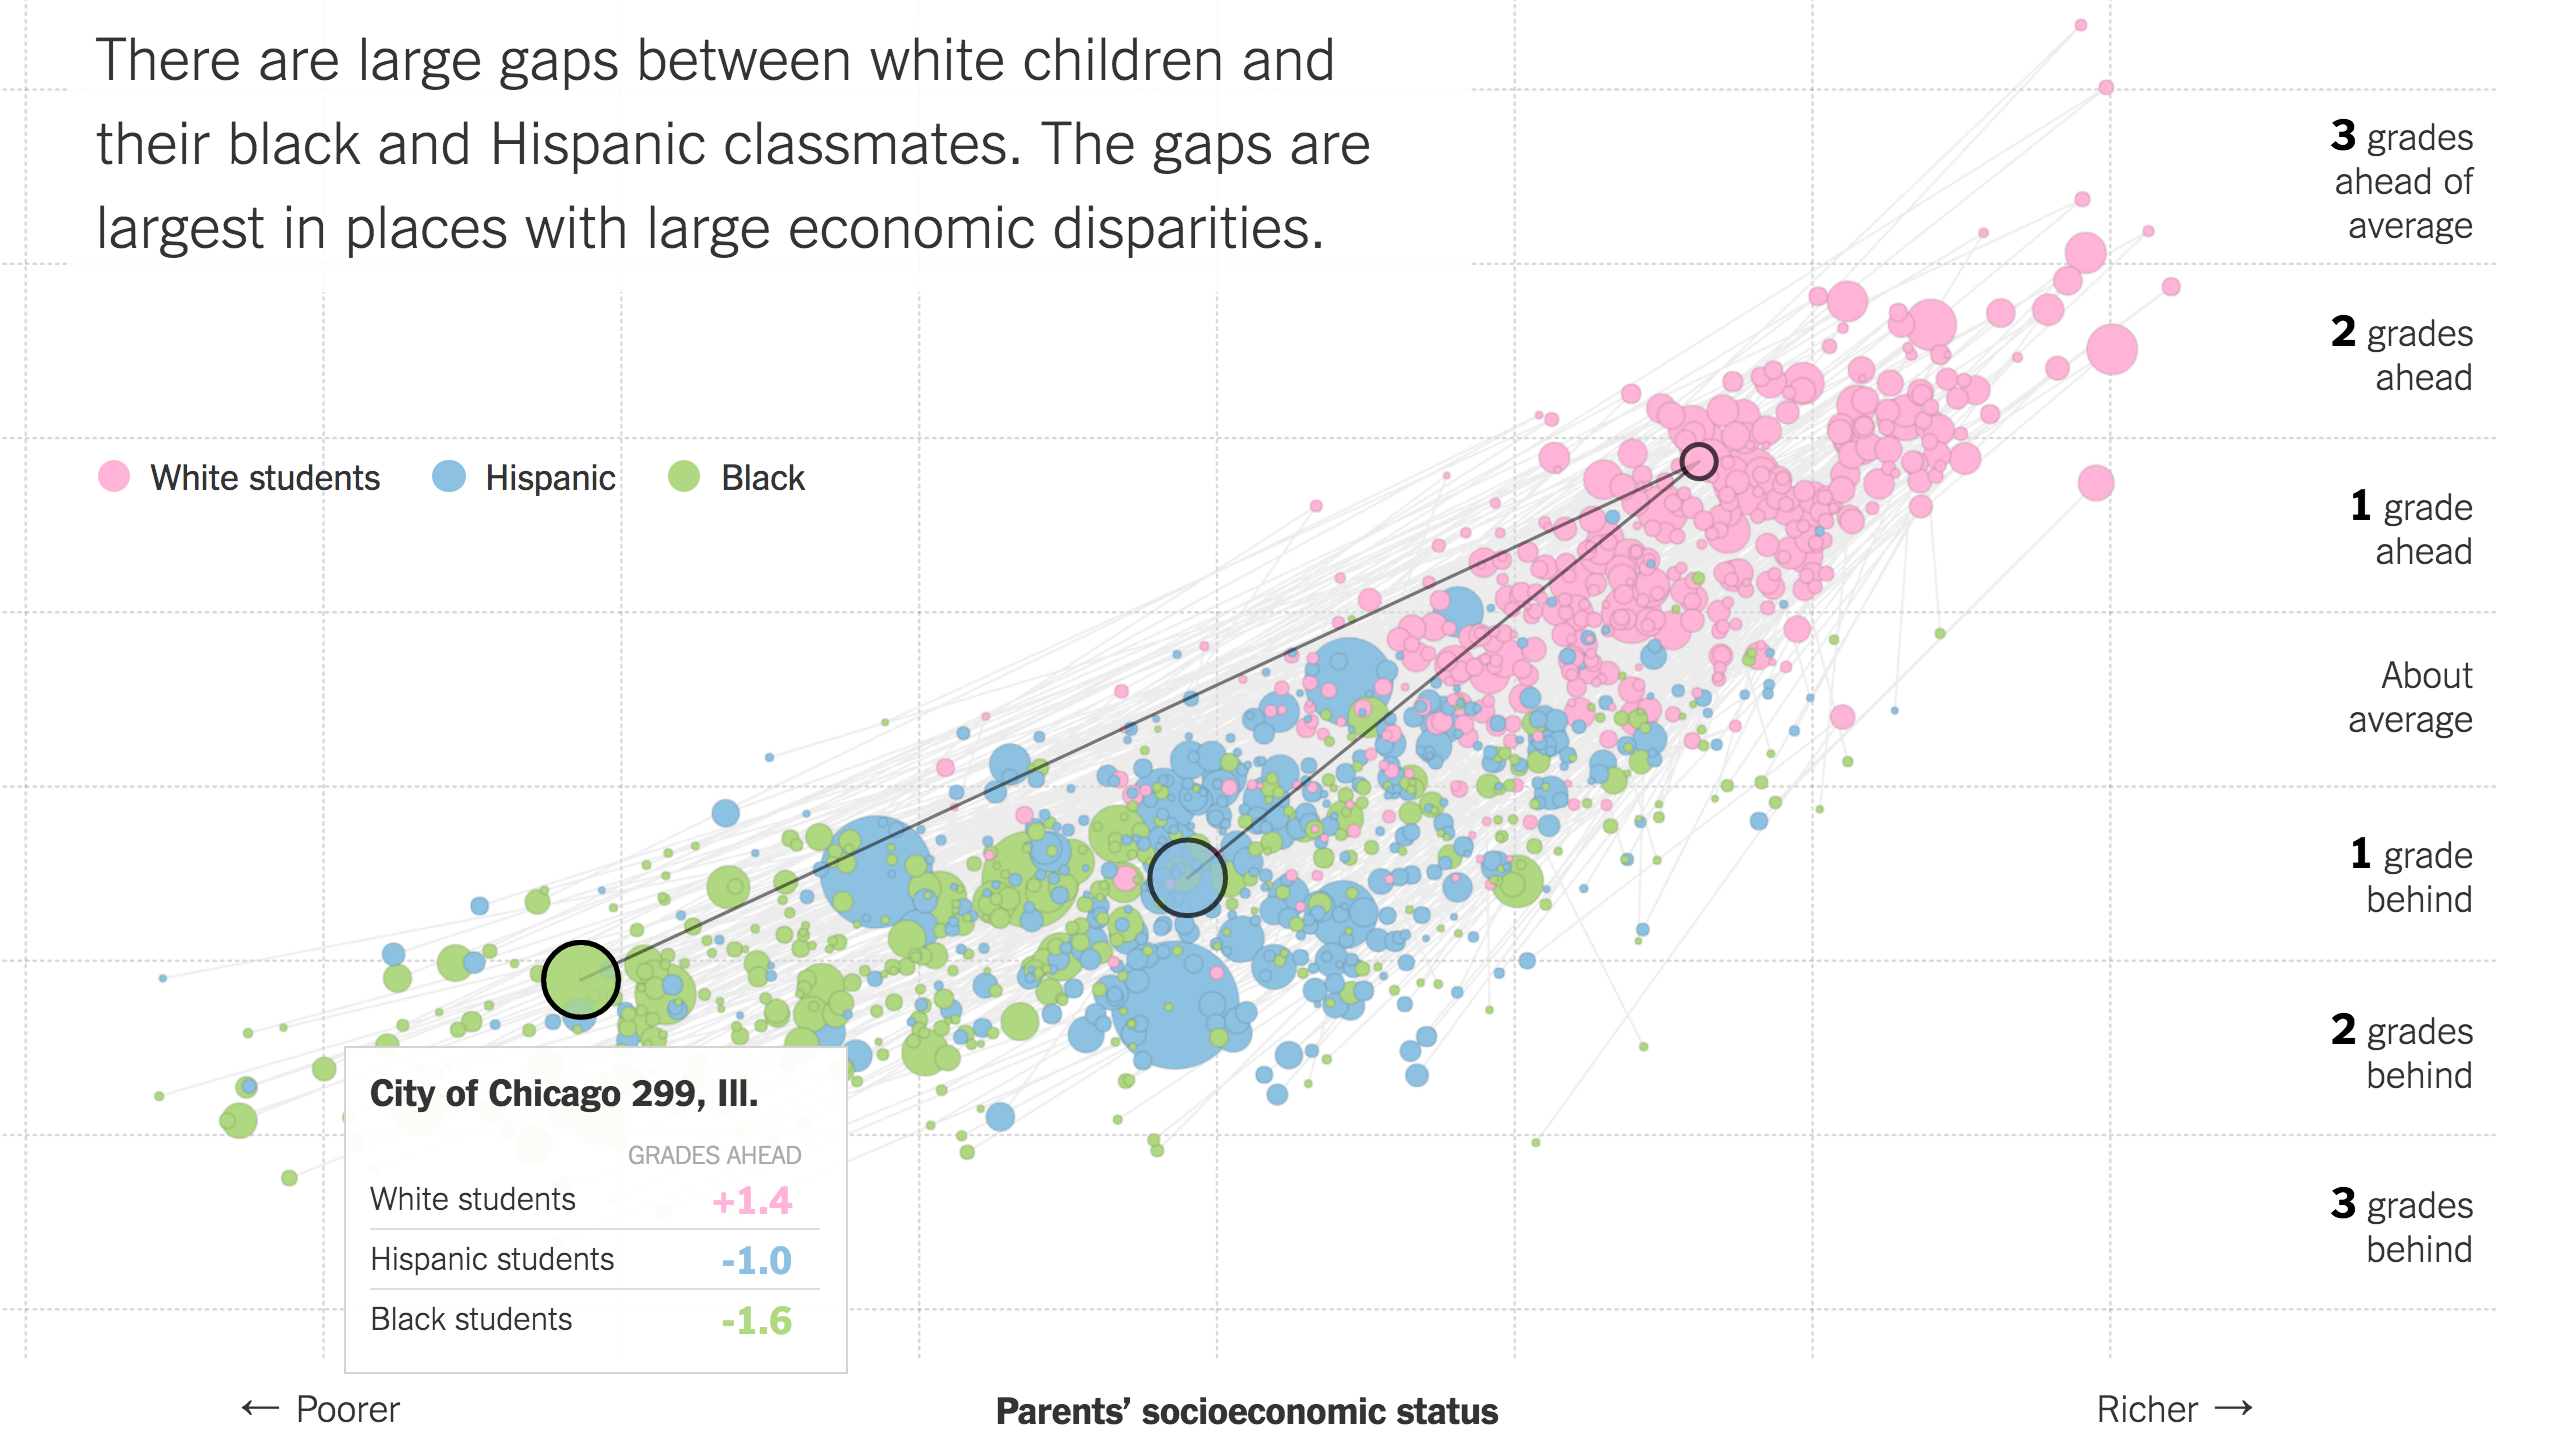 There are large gaps between white children and
their black and Hispanic classmates. The gaps are
largest in places with large economic disparities.
White students Hispanic Black
3 grades
ahead of
average
2 grades
ahead
1 grade
ahead
About
average
1 grade
behind
2 grades
behind
3 grades
behind
City of Chicago 299, Ill.
GRADES AHEAD
White students +1.4
Hispanic students -1.0
Black students -1.6
← Poorer Parents’ socioeconomic status Richer →